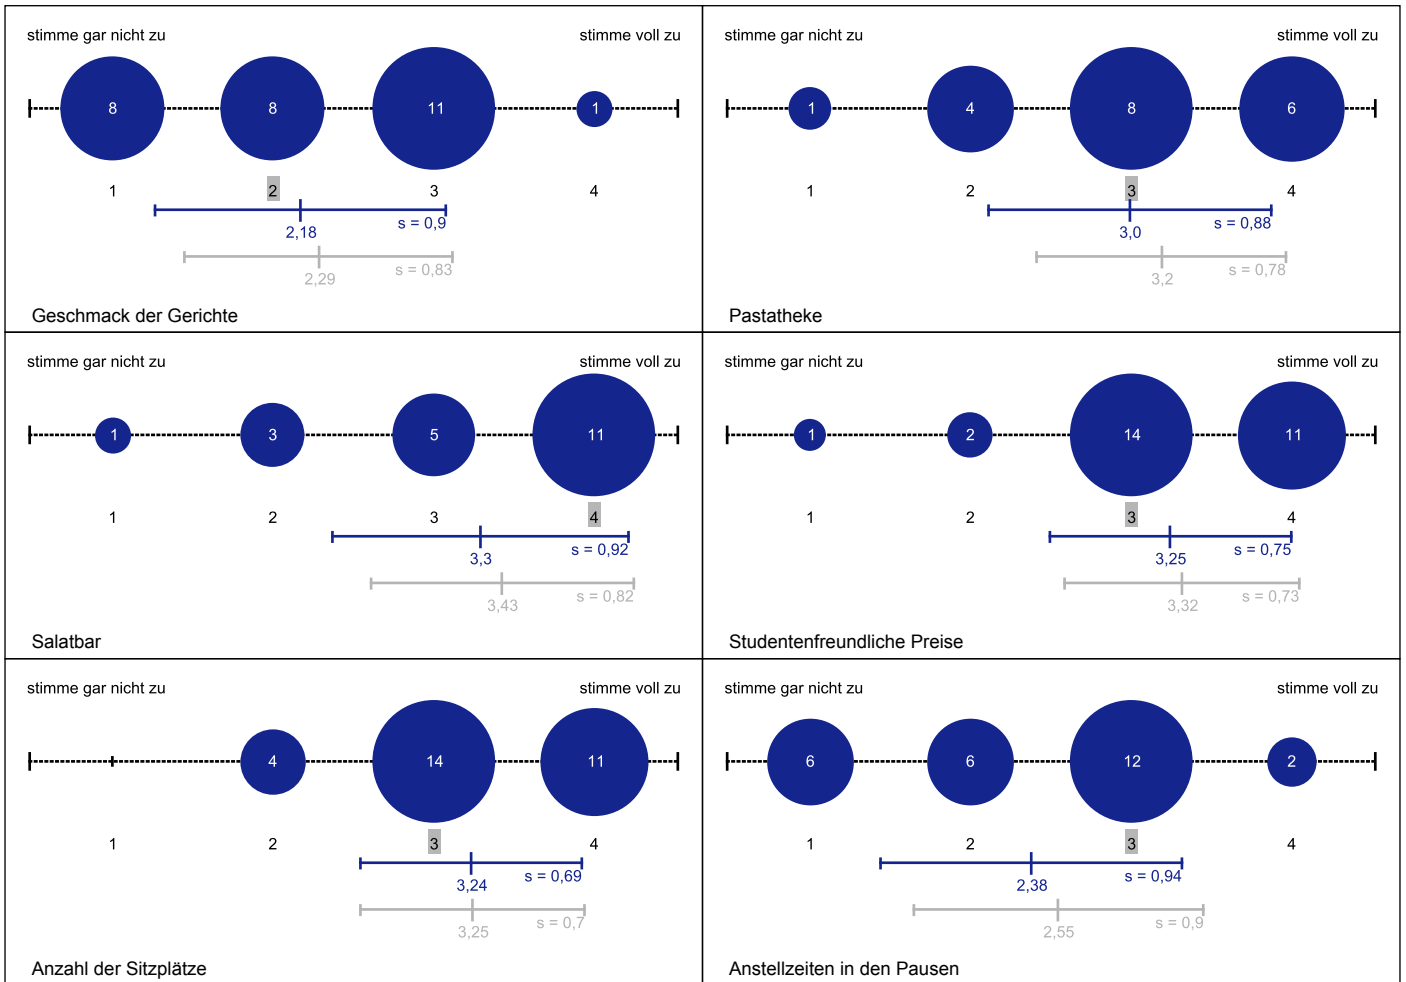 stimme gar nicht zu stimme voll zu
8 8 11 1
1 2 3 4
2,18 s = 0,9
2,29 s = 0,83
Geschmack der Gerichte
stimme gar nicht zu stimme voll zu
1 4 8 6
1 2 3 4
3,0 s = 0,88
3,2 s = 0,78
Pastatheke
stimme gar nicht zu stimme voll zu
1 3 5 11
1 2 3 4
3,3 s = 0,92
3,43 s = 0,82
Salatbar
stimme gar nicht zu stimme voll zu
1 2 14 11
1 2 3 4
3,25 s = 0,75
3,32 s = 0,73
Studentenfreundliche Preise
stimme gar nicht zu stimme voll zu
4 14 11
1 2 3 4
3,24 s = 0,69
3,25 s = 0,7
Anzahl der Sitzplätze
stimme gar nicht zu stimme voll zu
6 6 12 2
1 2 3 4
2,38 s = 0,94
2,55 s = 0,9
Anstellzeiten in den Pausen